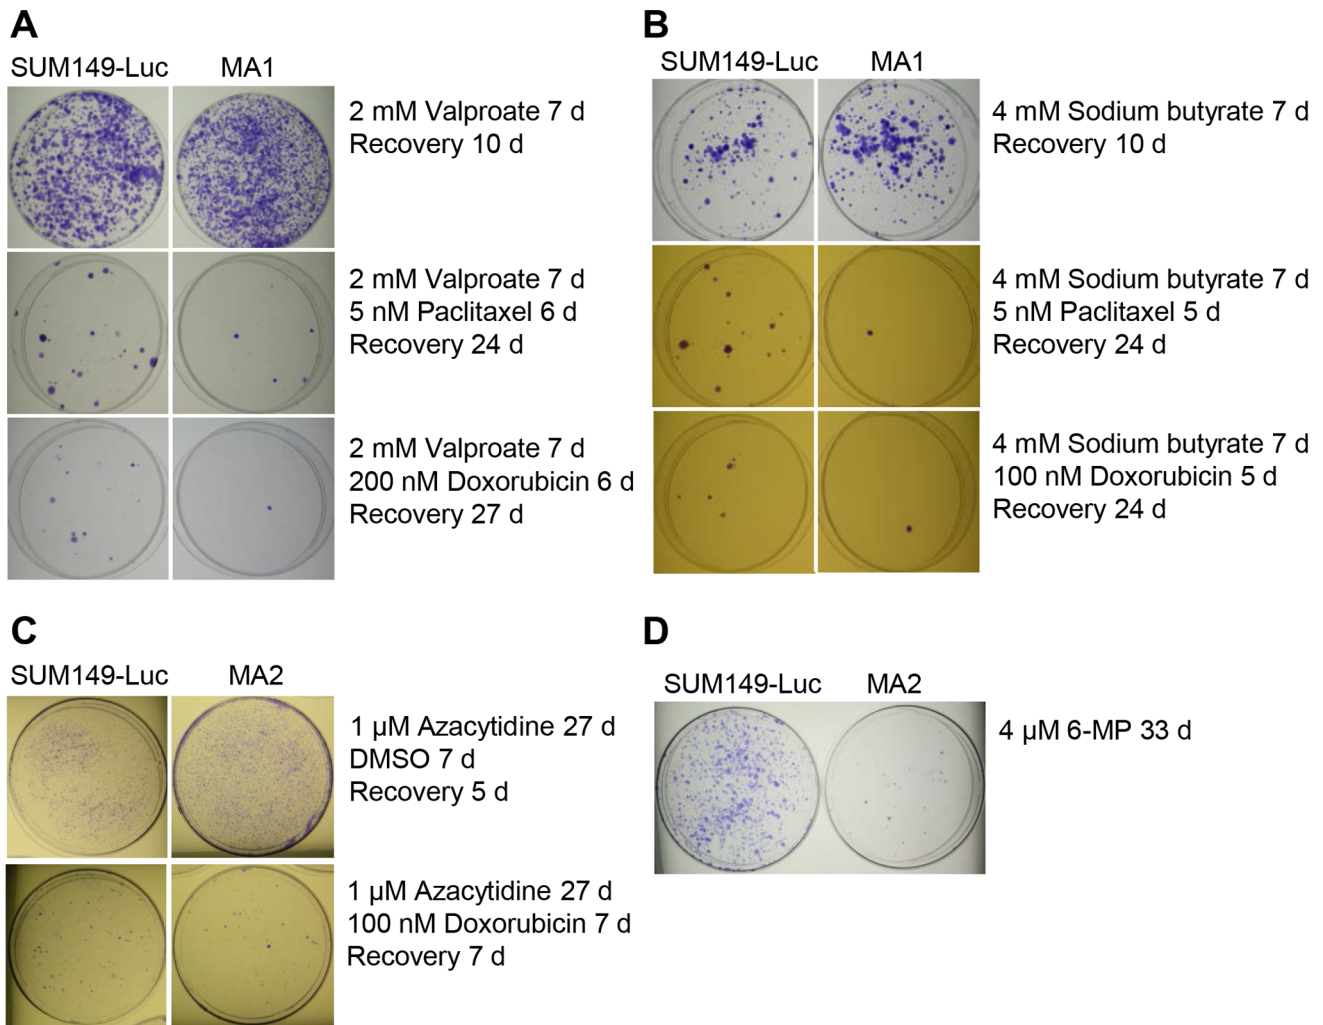 A
SUM149-Luc MA1
2 mM Valproate 7 d
Recovery 10 d
2 mM Valproate 7 d
5 nM Paclitaxel 6 d
Recovery 24 d
2 mM Valproate 7 d
200 nM Doxorubicin 6 d
Recovery 27 d
B
SUM149-Luc MA1
4 mM Sodium butyrate 7 d
Recovery 10 d
4 mM Sodium butyrate 7 d
5 nM Paclitaxel 5 d
Recovery 24 d
4 mM Sodium butyrate 7 d
100 nM Doxorubicin 5 d
Recovery 24 d
C
SUM149-Luc MA2
1 µM Azacytidine 27 d
DMSO 7 d
Recovery 5 d
1 µM Azacytidine 27 d
100 nM Doxorubicin 7 d
Recovery 7 d
D
SUM149-Luc MA2
4 µM 6-MP 33 d